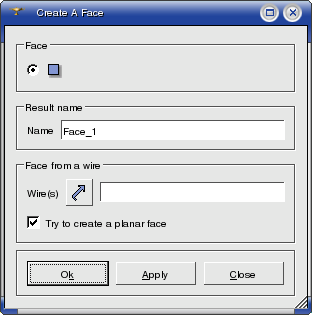 Create A Face
Face
Result name
Name Face_1
Face from a wire
Wire(s)
Try to create a planar face
Ok Apply Close